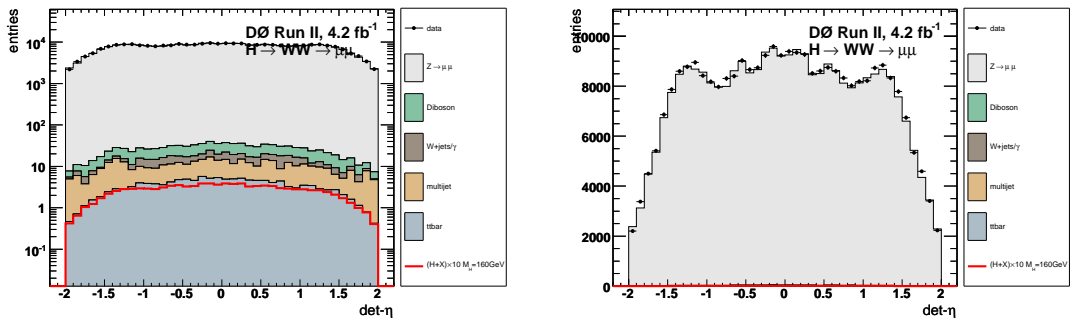 entries
DØ Run II, 4.2 fb⁻¹
H → WW → μμ
10⁴
10³
10²
10
1
10⁻¹
-2 -1.5 -1 -0.5 0 0.5 1 1.5 2
det-η
data
Z→μμ
Diboson
W+jets/γ
multijet
ttbar
(H+X)×10 M_H=160GeV
entries
DØ Run II, 4.2 fb⁻¹
H → WW → μμ
10000
8000
6000
4000
2000
0
-2 -1.5 -1 -0.5 0 0.5 1 1.5 2
det-η
data
Z→μμ
Diboson
W+jets/γ
multijet
ttbar
(H+X)×10 M_H=160GeV